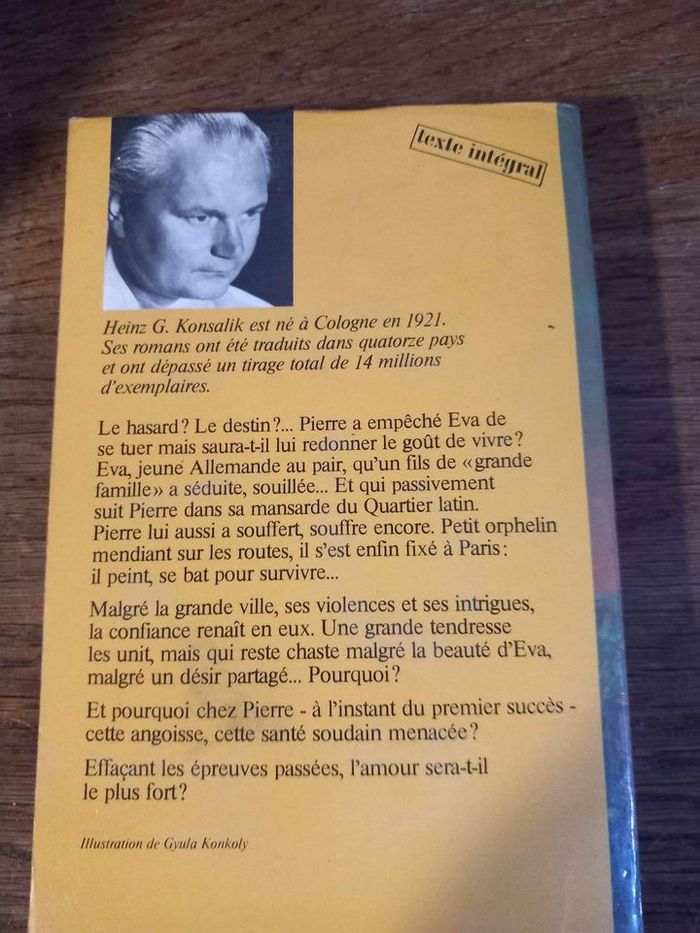 texte intégral
Heinz G. Konsalik est né à Cologne en 1921.
Ses romans ont été traduits dans quatorze pays
et ont dépassé un tirage total de 14 millions
d'exemplaires.
Le hasard? Le destin?... Pierre a empêché Eva de
se tuer mais saura-t-il lui redonner le goût de vivre?
Eva, jeune Allemande au pair, qu'un fils de «grande
famille» a séduite, souillée... Et qui passivement
suit Pierre dans sa mansarde du Quartier latin.
Pierre lui aussi a souffert, souffre encore. Petit orphelin
mendiant sur les routes, il s'est enfin fixé à Paris:
il peint, se bat pour survivre...
Malgré la grande ville, ses violences et ses intrigues,
la confiance renaît en eux. Une grande tendresse
les unit, mais qui reste chaste malgré la beauté d'Eva,
malgré un désir partagé... Pourquoi?
Et pourquoi chez Pierre - à l'instant du premier succès -
cette angoisse, cette santé soudain menacée?
Effaçant les épreuves passées, l'amour sera-t-il
le plus fort?
Illustration de Gyula Konkoly